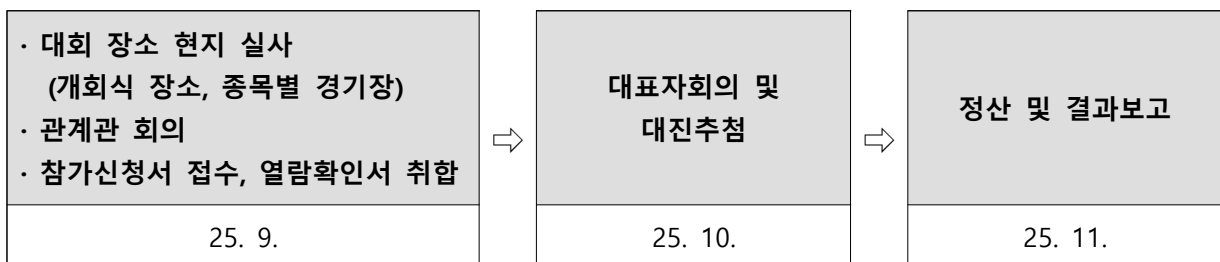 · 대회 장소 현지 실사
(개회식 장소, 종목별 경기장)
· 관계관 회의
· 참가신청서 접수, 열람확인서 취합
25. 9.
⇨
대표자회의 및
대진추첨
25. 10.
⇨
정산 및 결과보고
25. 11.